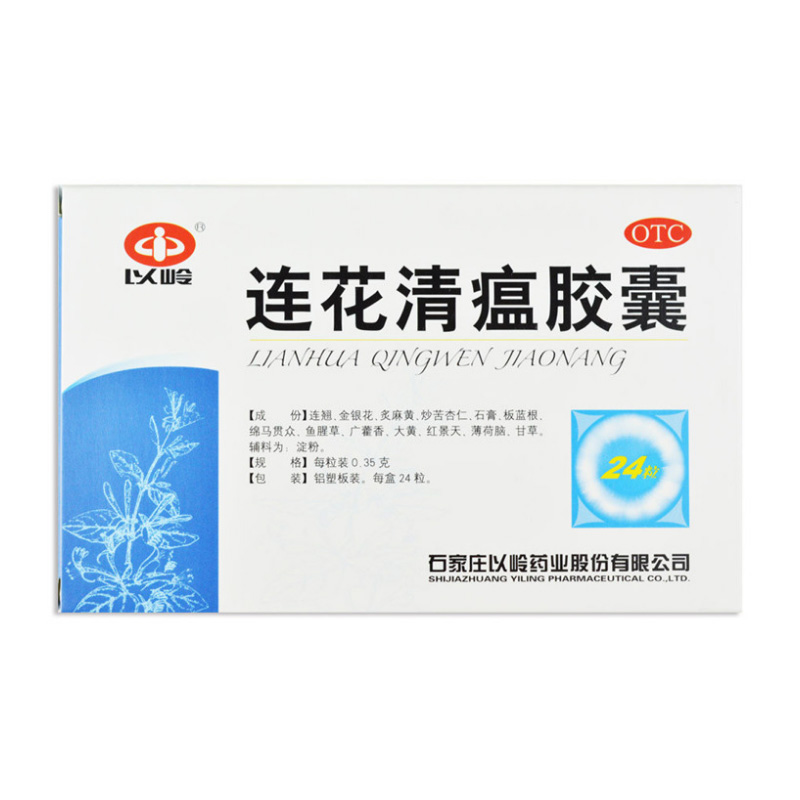 以岭
®
OTC
连花清瘟胶囊
LIANHUA QINGWEN JIAONANG
【成 份】连翘、金银花、炙麻黄、炒苦杏仁、石膏、板蓝根、
绵马贯众、鱼腥草、广藿香、大黄、红景天、薄荷脑、甘草。
辅料为：淀粉。
【规 格】每粒装0.35克
【包 装】铝塑板装。每盒24粒。
24粒
石家庄以岭药业股份有限公司
SHIJIAZHUANG YILING PHARMACEUTICAL CO.,LTD.